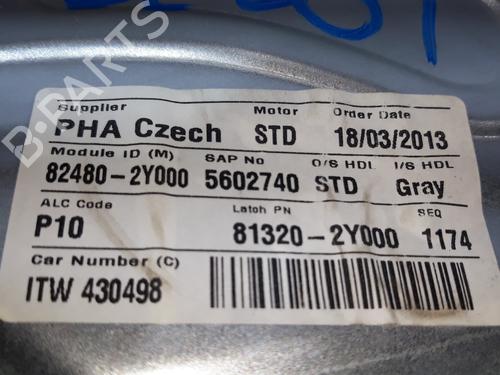 Supplier Motor Order Date
PHA Czech STD 18/03/2013
Module ID (M) SAP No O/S HDL I/S HDL
82480-2Y000 5602740 STD Gray
ALC Code Latch PN SEQ
P10 81320-2Y000 1174
Car Number (C)
ITW 430498
B-PARTS